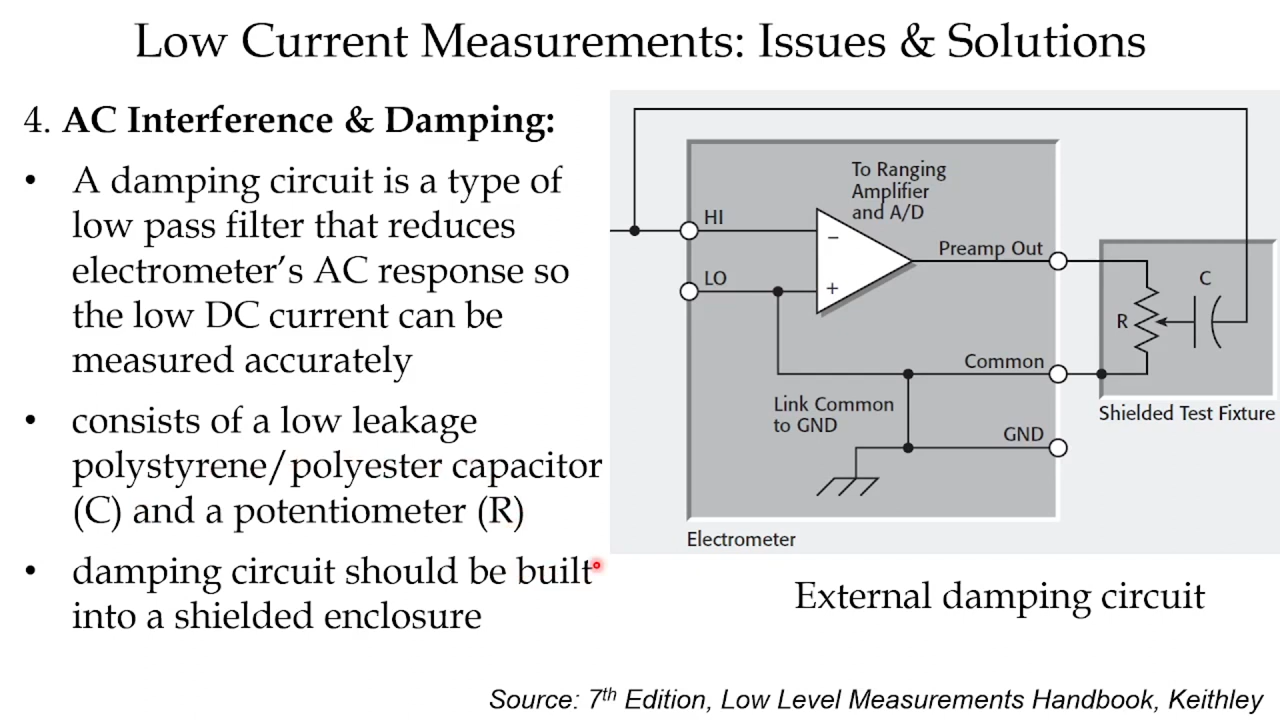 Low Current Measurements: Issues & Solutions
4. AC Interference & Damping:
• A damping circuit is a type of
low pass filter that reduces
electrometer’s AC response so
the low DC current can be
measured accurately
• consists of a low leakage
polystyrene/polyester capacitor
(C) and a potentiometer (R)
• damping circuit should be built
into a shielded enclosure
To Ranging
Amplifier
and A/D
HI
−
Preamp Out
LO
+
C
R
Common
Link Common
to GND
GND
Shielded Test Fixture
Electrometer
External damping circuit
Source: 7th Edition, Low Level Measurements Handbook, Keithley